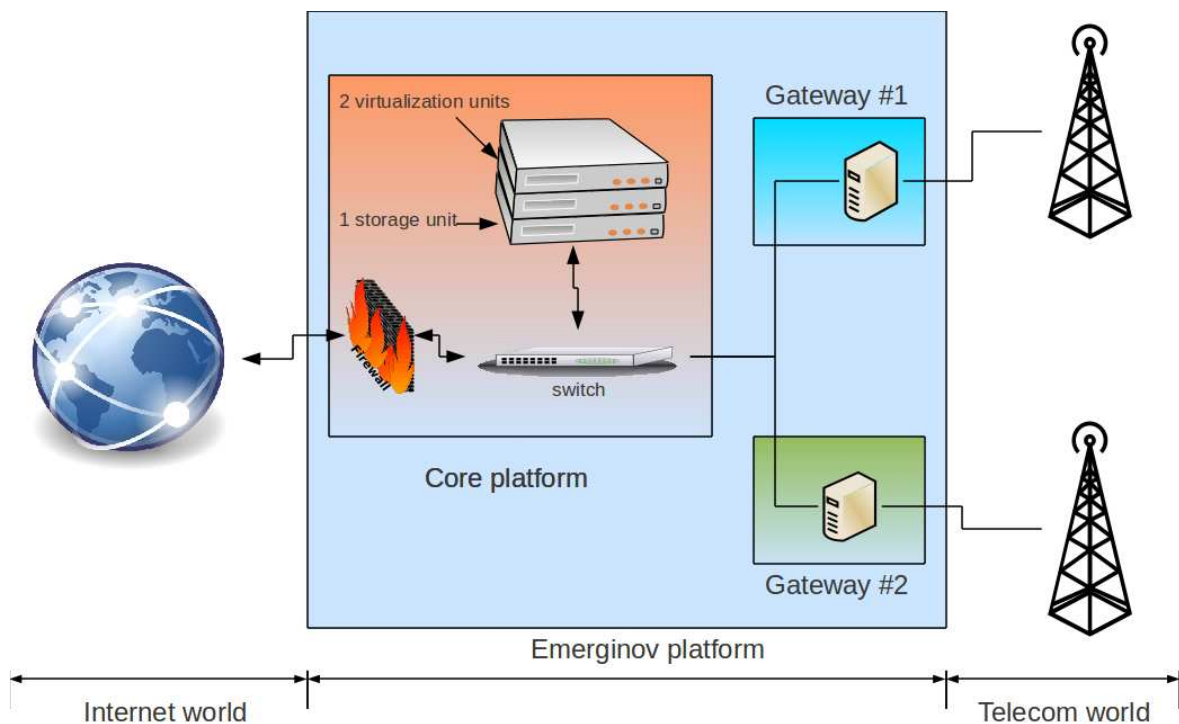 2 virtualization units
1 storage unit
Firewall
switch
Core platform
Gateway #1
Gateway #2
Emerginov platform
Internet world
Telecom world